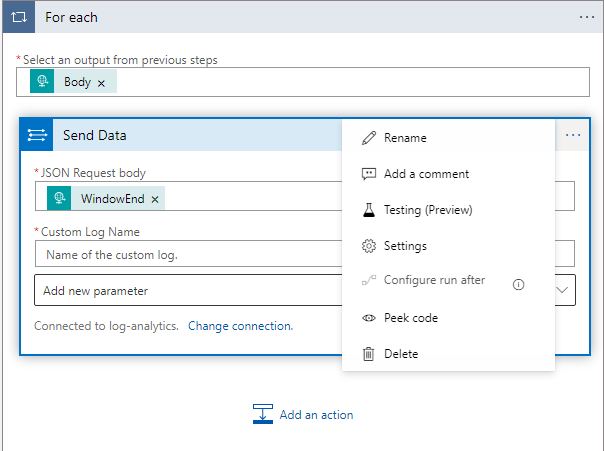 For each
* Select an output from previous steps
Body ×
Send Data
* JSON Request body
WindowEnd ×
* Custom Log Name
Name of the custom log.
Add new parameter
Connected to log-analytics. Change connection.
Rename
Add a comment
Testing (Preview)
Settings
Configure run after
Peek code
Delete
Add an action